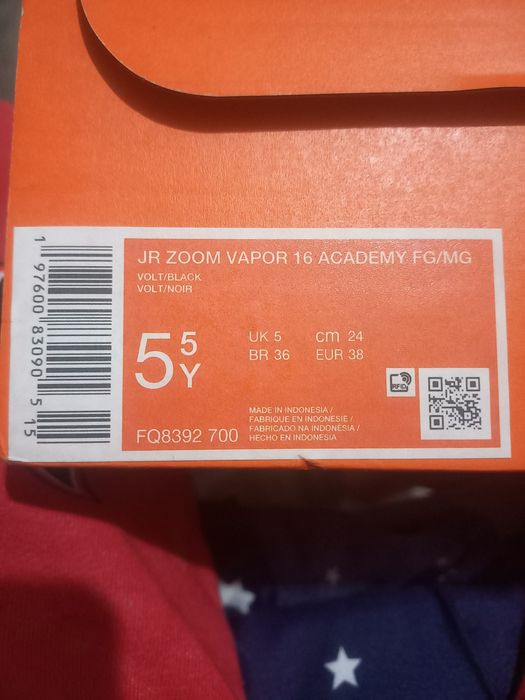 JR ZOOM VAPOR 16 ACADEMY FG/MG
VOLT/BLACK
VOLT/NOIR
5 5 Y
UK 5 cm 24
BR 36 EUR 38
RFID
FQ8392 700
MADE IN INDONESIA /
FABRIQUE EN INDONESIE /
FABRICADO NA INDONÉSIA /
HECHO EN INDONESIA
1 97600 83090 5 15